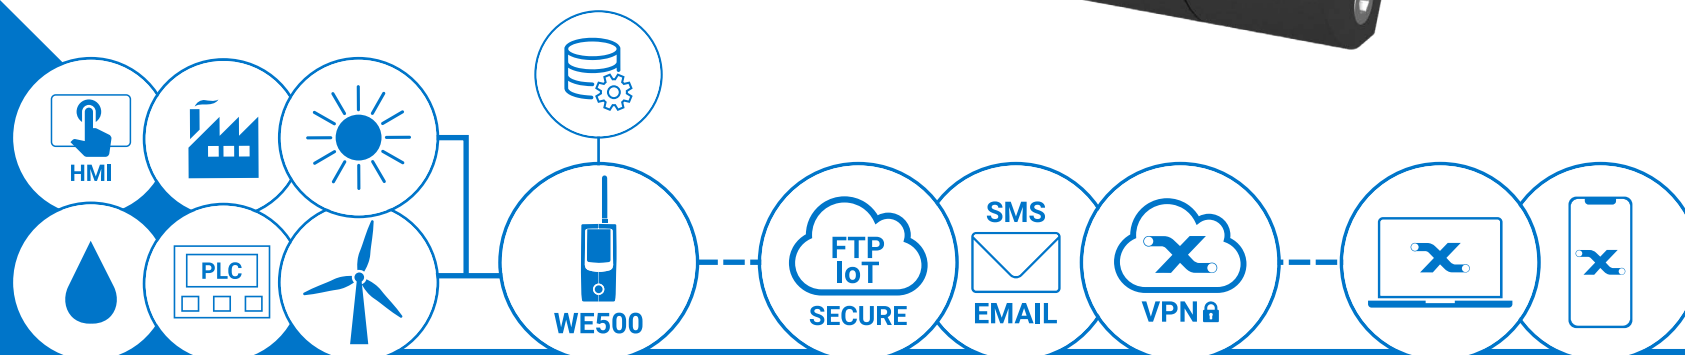 HMI
PLC
WE500
FTP
IoT
SECURE
SMS
EMAIL
VPN